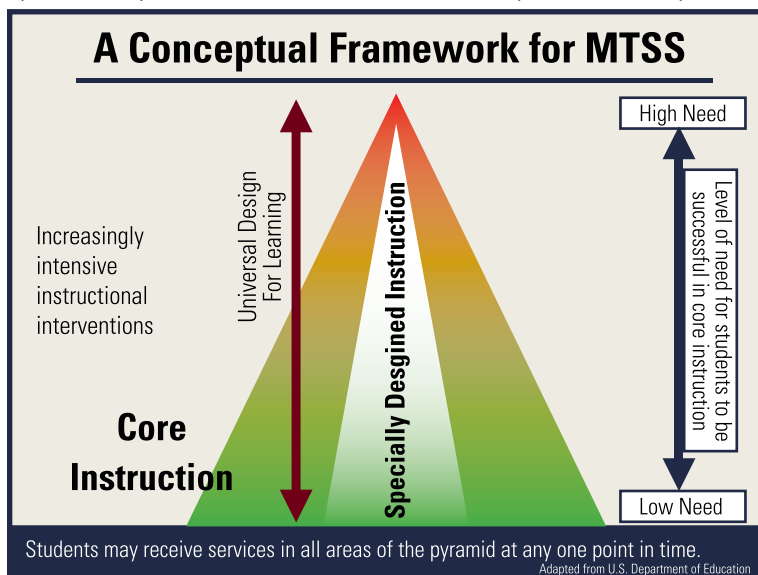 A Conceptual Framework for MTSS
High Need
Increasingly
intensive
instructional
interventions
Universal Design
For Learning
Specially Desgined Instruction
Level of need for students to be
successful in core instruction
Core
Instruction
Low Need
Students may receive services in all areas of the pyramid at any one point in time.
Adapted from U.S. Department of Education